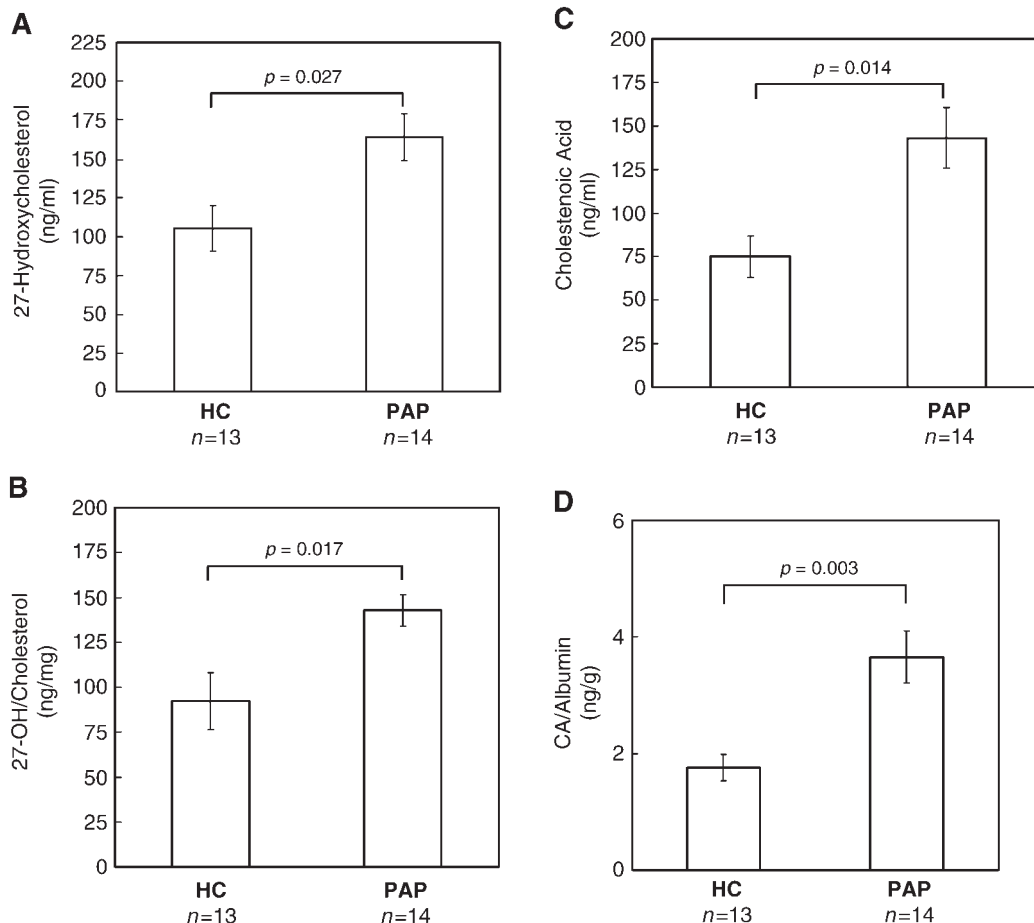 A
27-Hydroxycholesterol
(ng/ml)
225
200
175
150
125
100
75
50
25
0
p = 0.027
HC
PAP
n=13
n=14
C
Cholestenoic Acid
(ng/ml)
200
175
150
125
100
75
50
25
0
p = 0.014
HC
PAP
n=13
n=14
B
27-OH/Cholesterol
(ng/mg)
200
175
150
125
100
75
50
25
0
p = 0.017
HC
PAP
n=13
n=14
D
CA/Albumin
(ng/g)
6
4
2
0
p = 0.003
HC
PAP
n=13
n=14